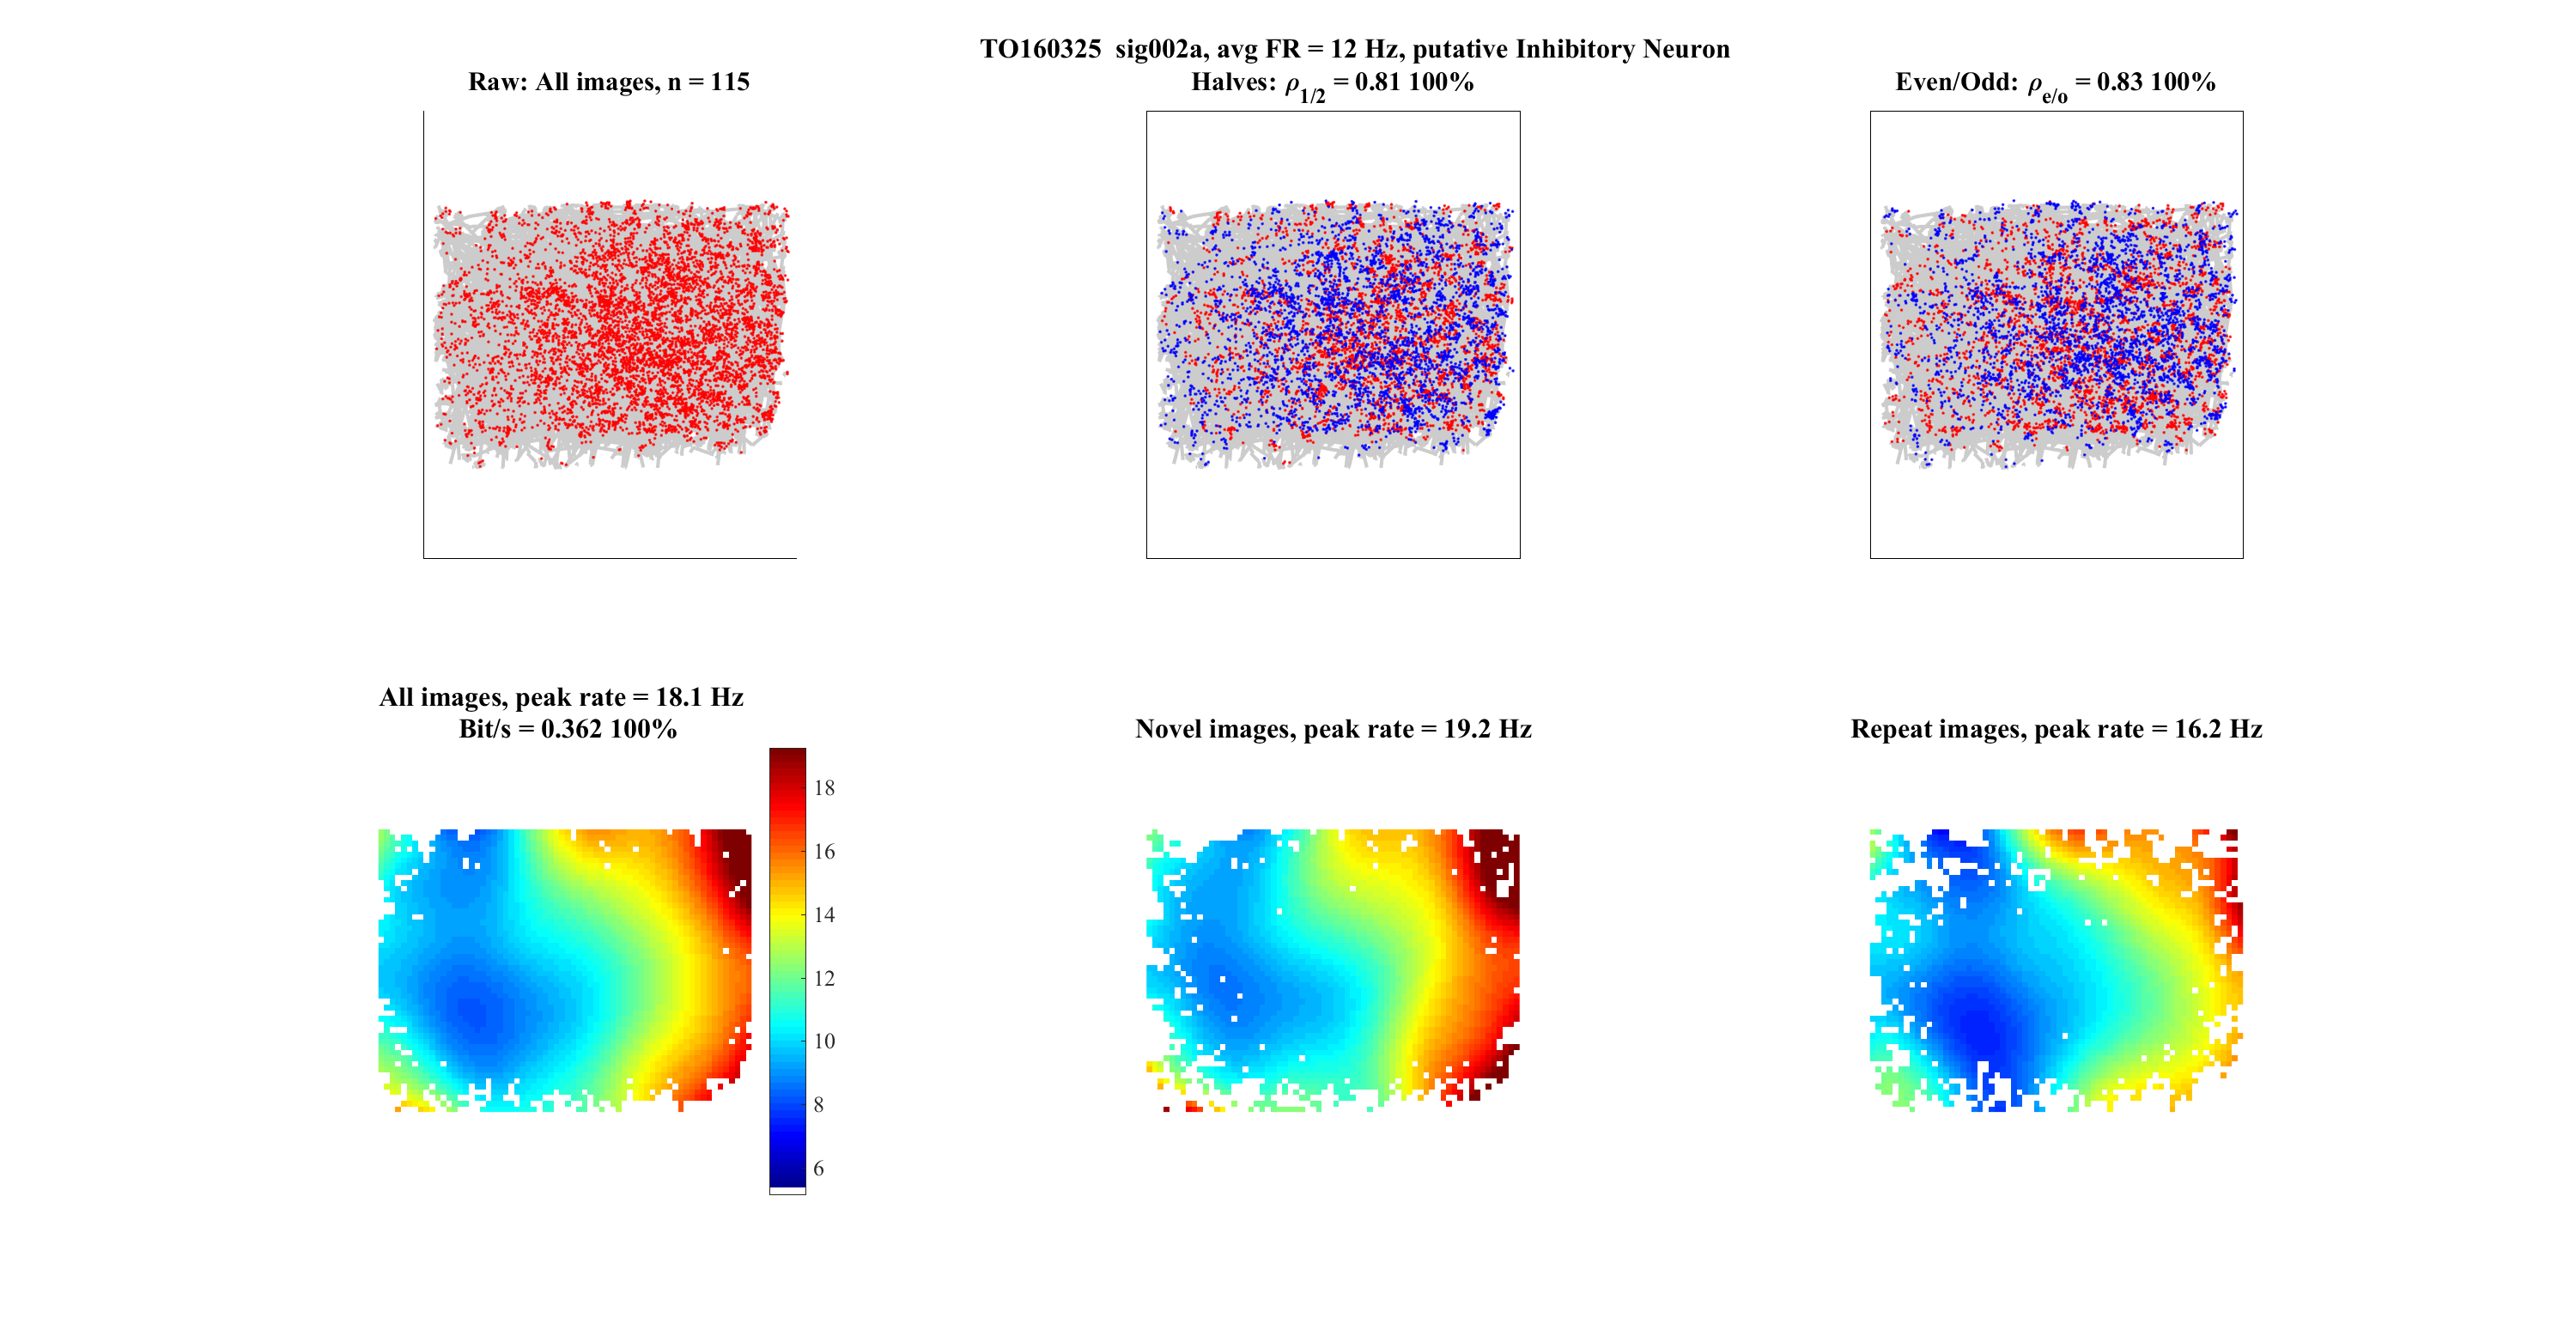 TO160325  sig002a, avg FR = 12 Hz, putative Inhibitory Neuron
Raw: All images, n = 115
Halves: ρ1/2 = 0.81 100%
Even/Odd: ρe/o = 0.83 100%
All images, peak rate = 18.1 Hz
Bit/s = 0.362 100%
Novel images, peak rate = 19.2 Hz
Repeat images, peak rate = 16.2 Hz
18
16
14
12
10
8
6